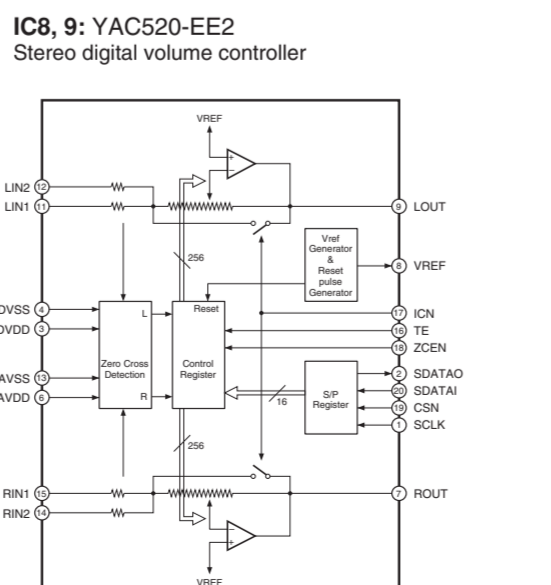 IC8, 9: YAC520-EE2
Stereo digital volume controller
VREF
+
−
LIN2 12
LIN1 11
9 LOUT
256
Vref
Generator
&
Reset
pulse
Generator
8 VREF
DVSS 4
DVDD 3
L
Reset
17 ICN
16 TE
18 ZCEN
Zero Cross
Detection
Control
Register
AVSS 13
AVDD 6
R
16
S/P
Register
2 SDATAO
20 SDATAI
19 CSN
1 SCLK
256
RIN1 15
RIN2 14
7 ROUT
−
+
VREF